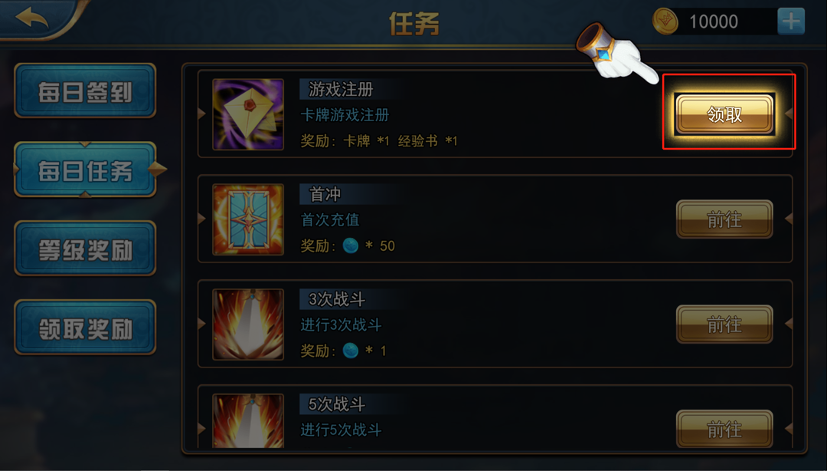 任务
10000
每日签到
每日任务
等级奖励
领取奖励
游戏注册
卡牌游戏注册
奖励: 卡牌 *1 经验书 *1
领取
首冲
首次充值
奖励: * 50
前往
3次战斗
进行3次战斗
奖励: * 1
前往
5次战斗
进行5次战斗
前往